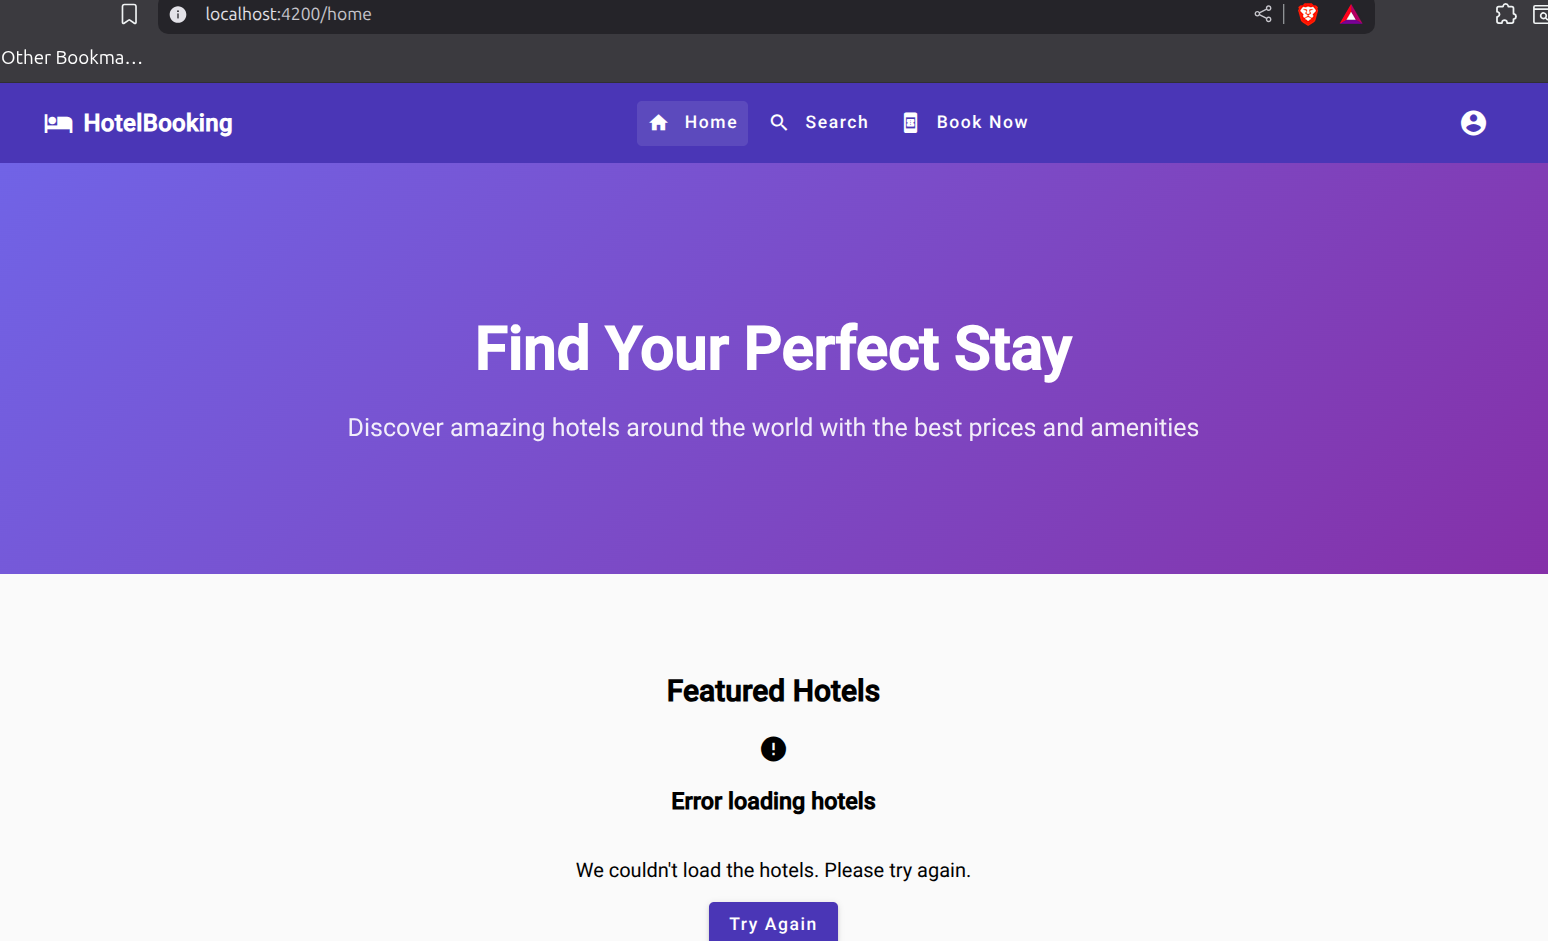 localhost:4200/home
Other Bookma...
HotelBooking
Home
Search
Book Now
Find Your Perfect Stay
Discover amazing hotels around the world with the best prices and amenities
Featured Hotels
Error loading hotels
We couldn't load the hotels. Please try again.
Try Again